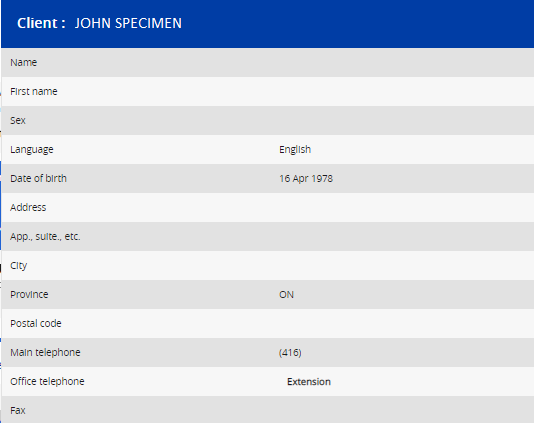 Client : JOHN SPECIMEN
Name
First name
Sex
Language English
Date of birth 16 Apr 1978
Address
App., suite., etc.
City
Province ON
Postal code
Main telephone (416)
Office telephone Extension
Fax